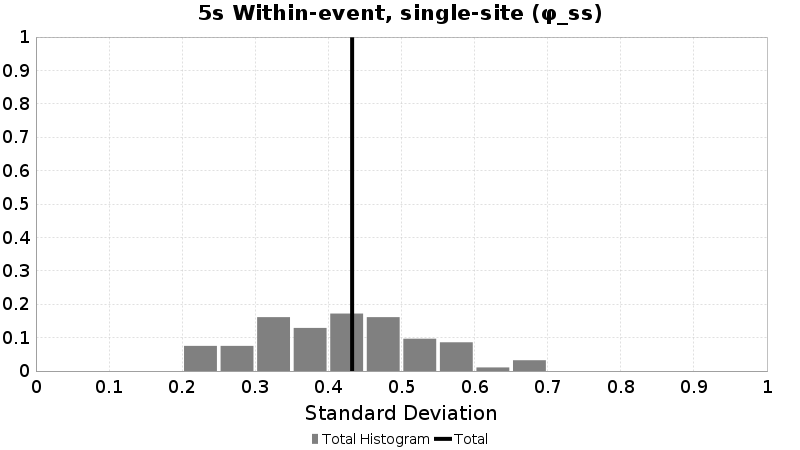 5s Within-event, single-site (φ_ss)
1
0.9
0.8
0.7
0.6
0.5
0.4
0.3
0.2
0.1
0
0 0.1 0.2 0.3 0.4 0.5 0.6 0.7 0.8 0.9 1
Standard Deviation
Total Histogram Total